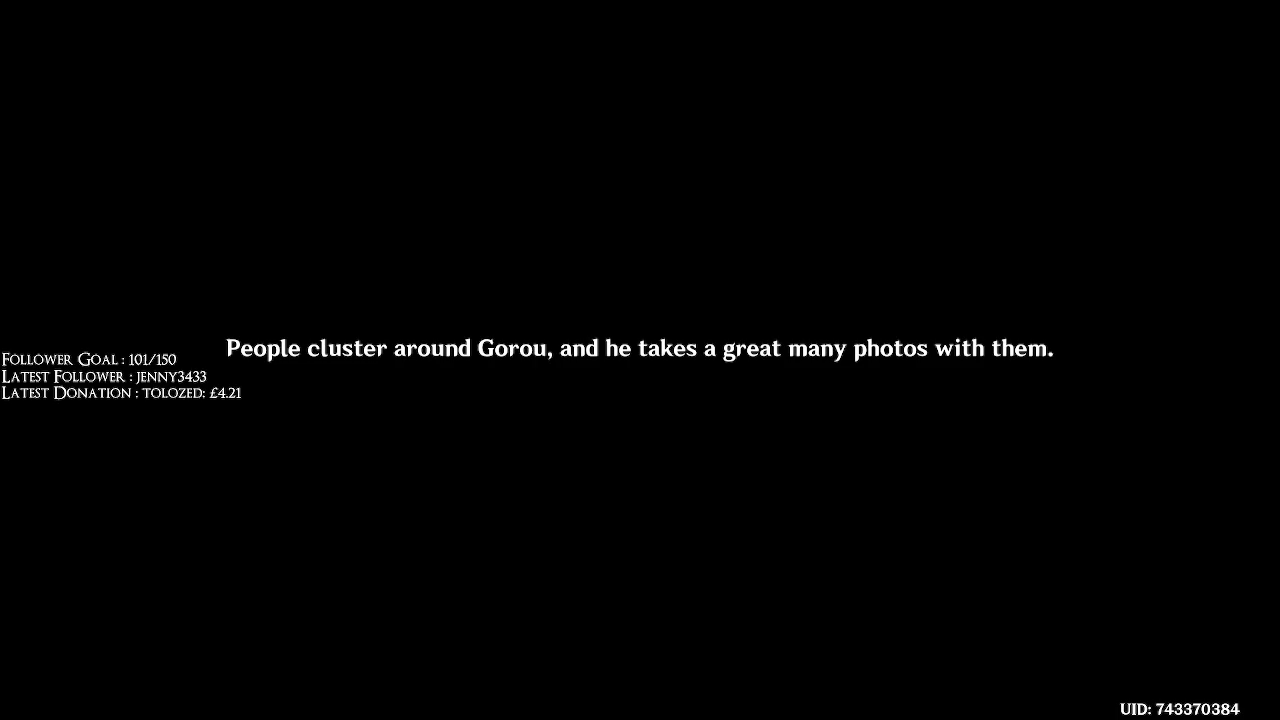 People cluster around Gorou, and he takes a great many photos with them.
Follower Goal : 101/150
Latest Follower : jenny3433
Latest Donation : tolozed: £4.21
UID: 743370384